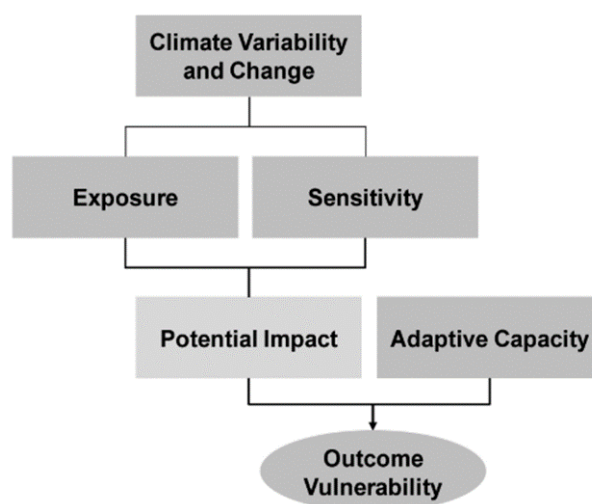 Climate Variability
and Change
Exposure
Sensitivity
Potential Impact
Adaptive Capacity
Outcome
Vulnerability